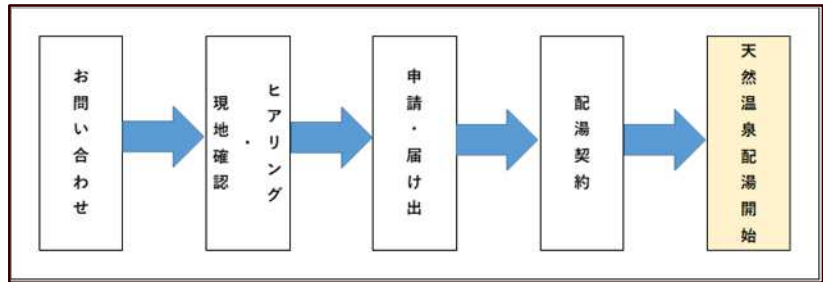 お問い合わせ
ヒアリング
・
現地確認
申請・届け出
配湯契約
天然温泉配湯開始